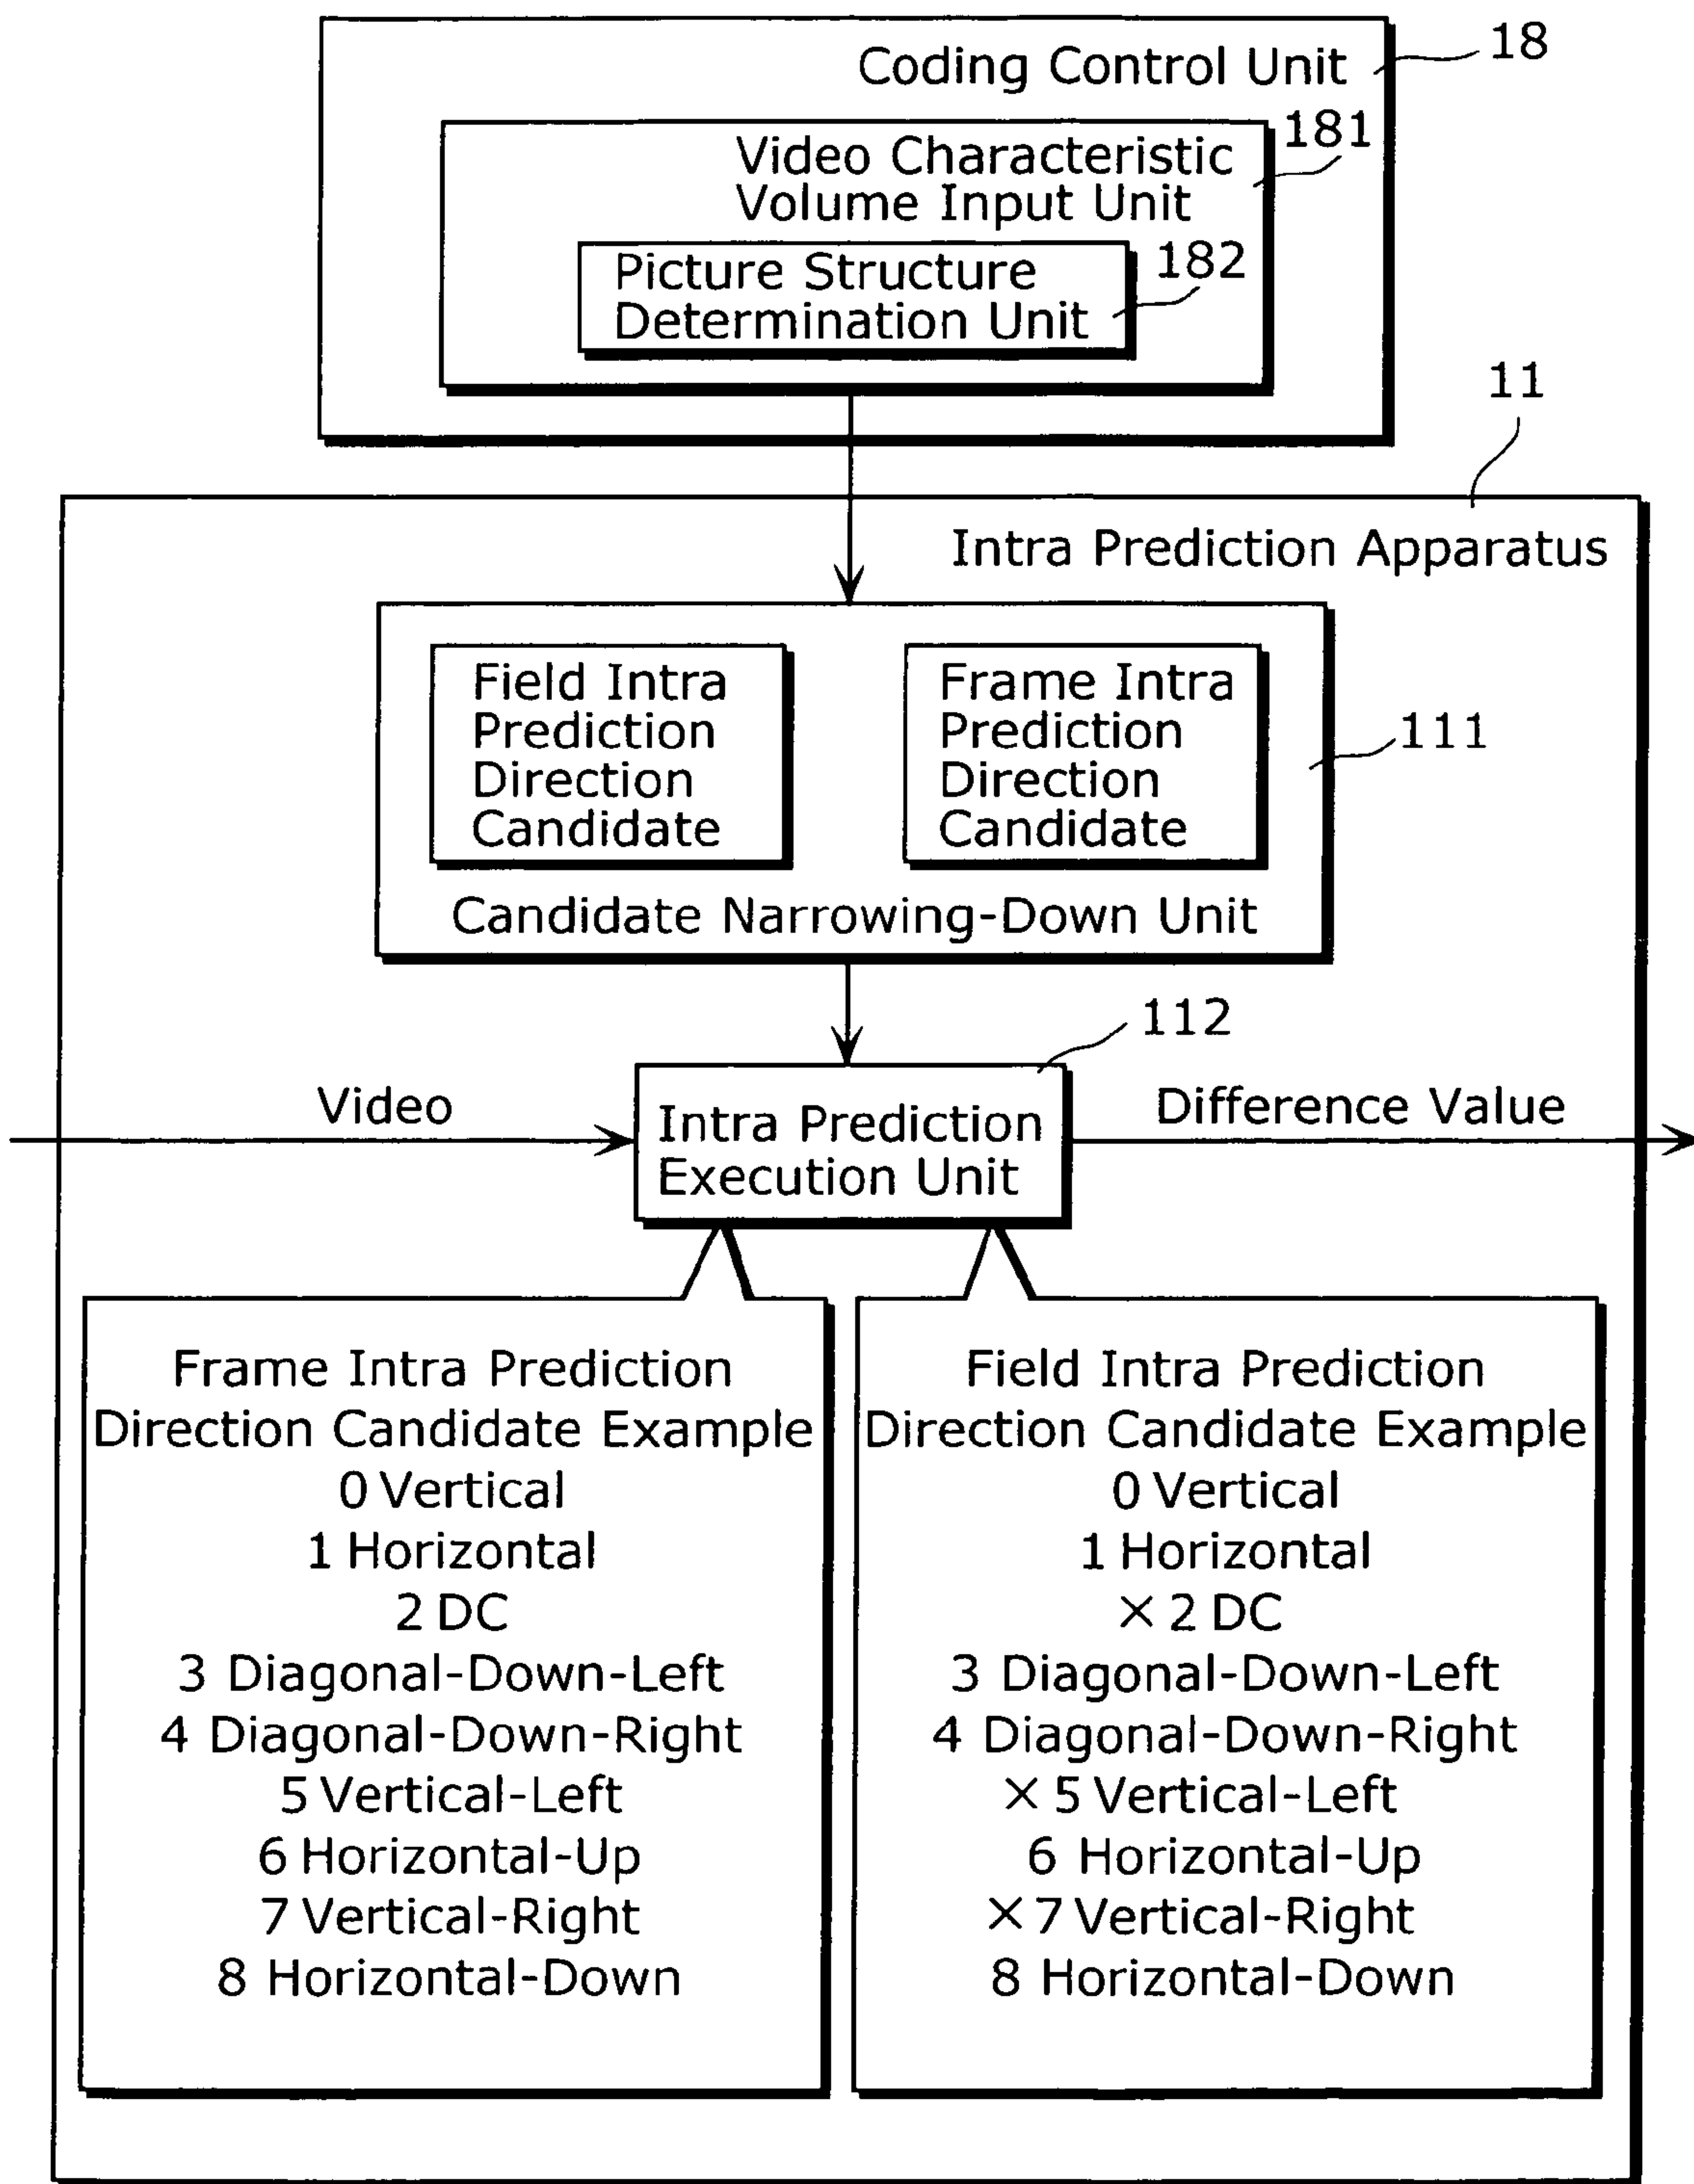 Coding Control Unit
18
Video Characteristic
Volume Input Unit
181
Picture Structure
Determination Unit
182
11
Intra Prediction Apparatus
Field Intra
Prediction
Direction
Candidate
Frame Intra
Prediction
Direction
Candidate
111
Candidate Narrowing-Down Unit
112
Video
Intra Prediction
Execution Unit
Difference Value
Frame Intra Prediction
Direction Candidate Example
0 Vertical
1 Horizontal
2 DC
3 Diagonal-Down-Left
4 Diagonal-Down-Right
5 Vertical-Left
6 Horizontal-Up
7 Vertical-Right
8 Horizontal-Down
Field Intra Prediction
Direction Candidate Example
0 Vertical
1 Horizontal
× 2 DC
3 Diagonal-Down-Left
4 Diagonal-Down-Right
× 5 Vertical-Left
6 Horizontal-Up
× 7 Vertical-Right
8 Horizontal-Down